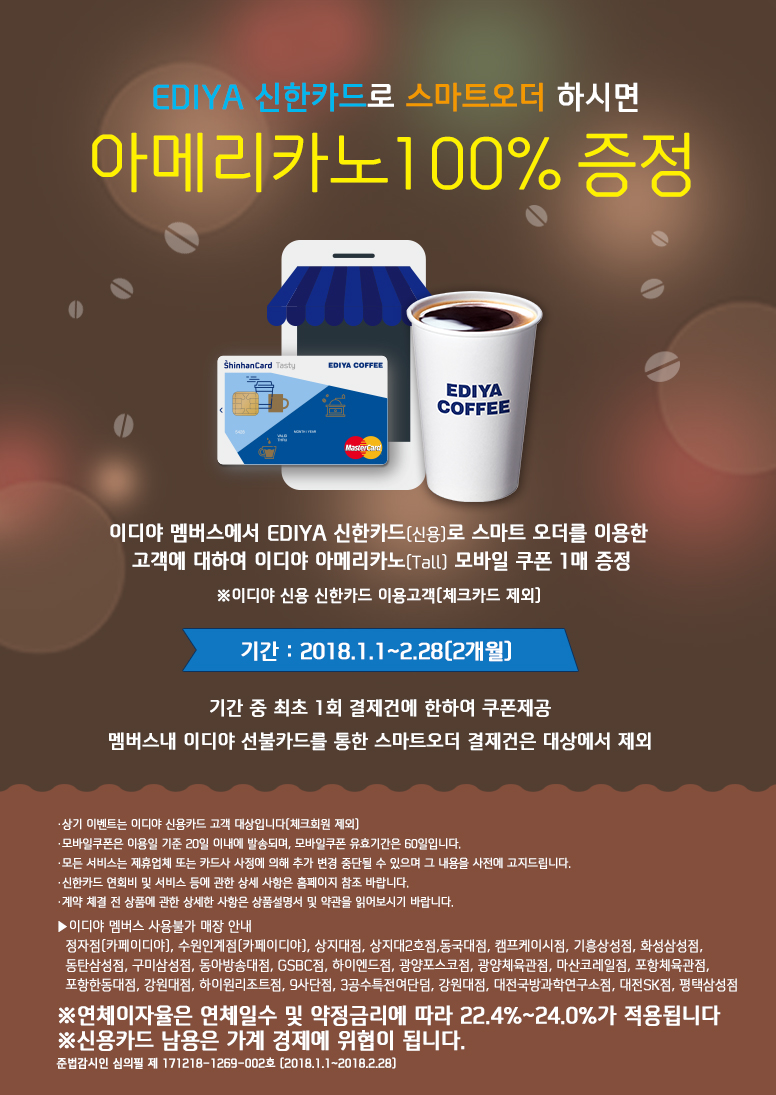 EDIYA 신한카드로 스마트오더 하시면
아메리카노100% 증정
ShinhanCard Tasty
EDIYA COFFEE
VALID THRU
MONTH / YEAR
MasterCard
EDIYA
COFFEE
이디야 멤버스에서 EDIYA 신한카드(신용)로 스마트 오더를 이용한
고객에 대하여 이디야 아메리카노(Tall) 모바일 쿠폰 1매 증정
※이디야 신용 신한카드 이용고객(체크카드 제외)
기간 : 2018.1.1~2.28(2개월)
기간 중 최초 1회 결제건에 한하여 쿠폰제공
멤버스내 이디야 선불카드를 통한 스마트오더 결제건은 대상에서 제외
·상기 이벤트는 이디야 신용카드 고객 대상입니다(체크회원 제외)
·모바일쿠폰은 이용일 기준 20일 이내에 발송되며, 모바일쿠폰 유효기간은 60일입니다.
·모든 서비스는 제휴업체 또는 카드사 사정에 의해 추가 변경 중단될 수 있으며 그 내용을 사전에 고지드립니다.
·신한카드 연회비 및 서비스 등에 관한 상세 사항은 홈페이지 참조 바랍니다.
·계약 체결 전 상품에 관한 상세한 사항은 상품설명서 및 약관을 읽어보시기 바랍니다.
▶이디야 멤버스 사용불가 매장 안내
정자점(카페이디야), 수원인계점(카페이디야), 상지대점, 상지대2호점,동국대점, 캠프케이시점, 기흥삼성점, 화성삼성점,
동탄삼성점, 구미삼성점, 동아방송대점, GSBC점, 하이엔드점, 광양포스코점, 광양체육관점, 마산코레일점, 포항체육관점,
포항한동대점, 강원대점, 하이원리조트점, 9사단점, 3공수특전여단덤, 강원대점, 대전국방과학연구소점, 대전SK점, 평택삼성점
※연체이자율은 연체일수 및 약정금리에 따라 22.4%~24.0%가 적용됩니다
※신용카드 남용은 가계 경제에 위협이 됩니다.
준법감시인 심의필 제 171218-1269-002호 (2018.1.1~2018.2.28)